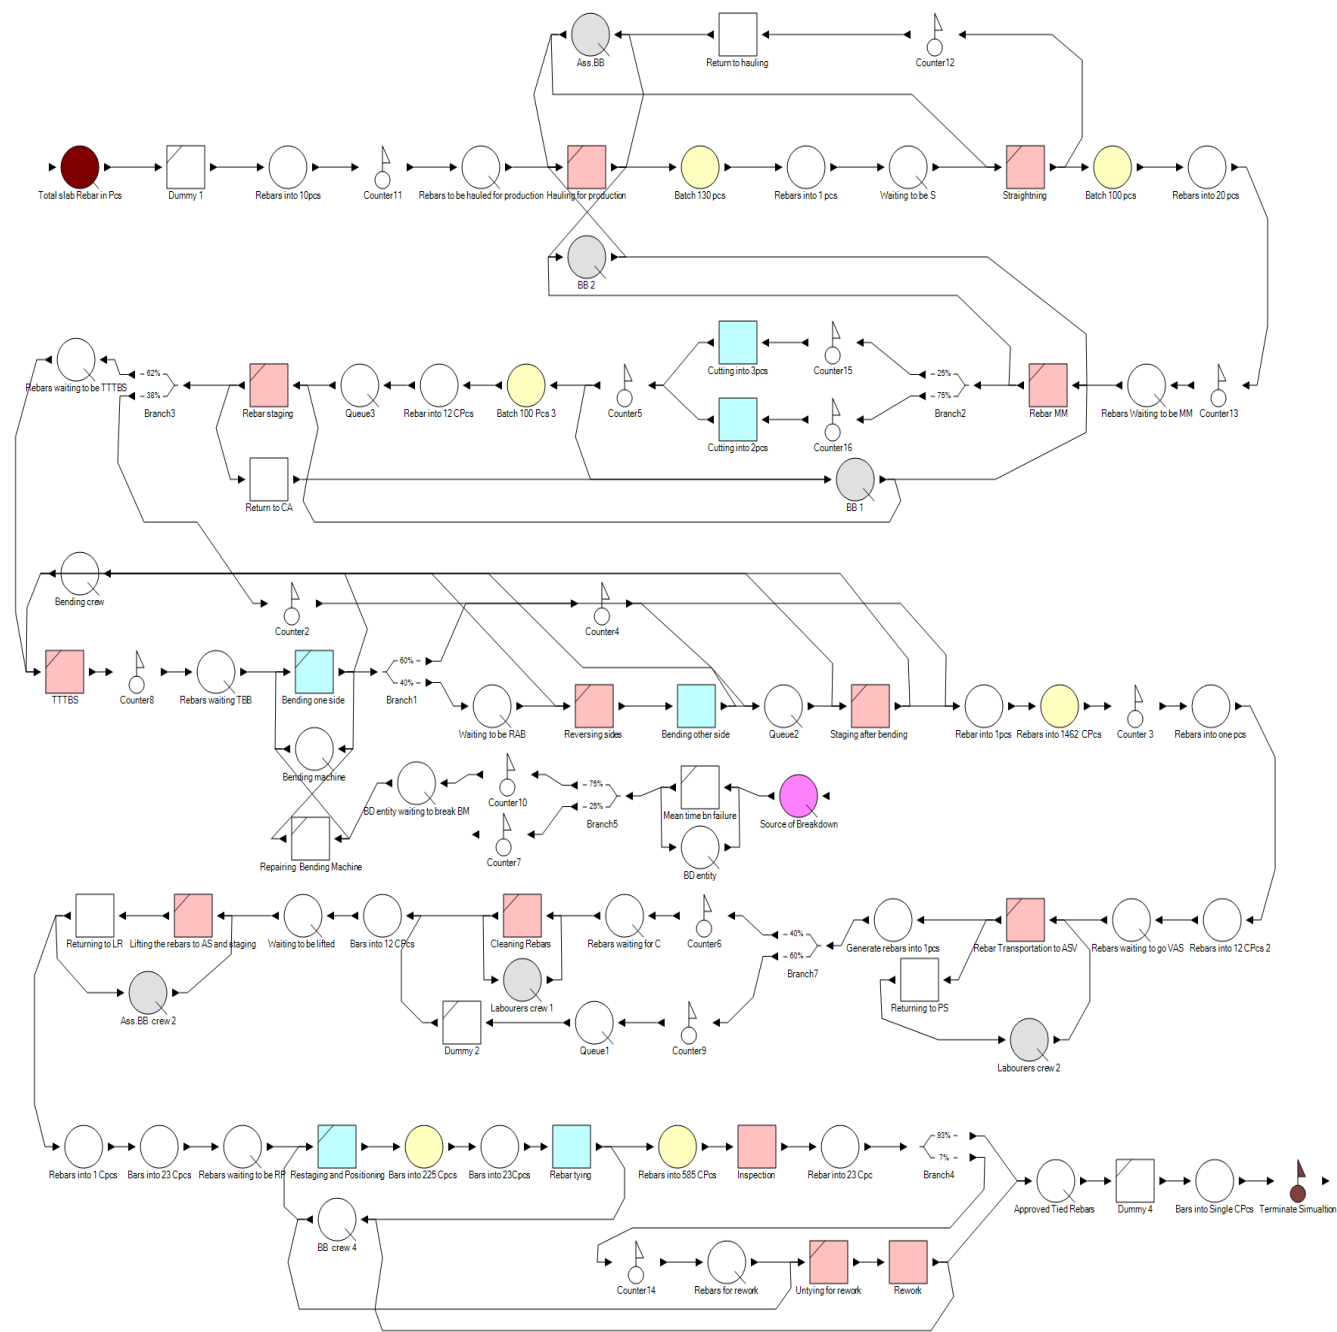 Ass.BB
Return to hauling
Counter12
Total slab Rebar in Pcs
Dummy 1
Rebars into 10pcs
Counter11
Rebars to be hauled for production
Hauling for production
Batch 130 pcs
Rebars into 1 pcs
Waiting to be S
Straightning
Batch 100 pcs
Rebars into 20 pcs
BB 2
Rebars waiting to be TTTBS
62%
38%
Branch3
Rebar staging
Queue3
Rebar into 12 CPcs
Batch 100 Pcs 3
Counter5
Cutting into 3pcs
Counter15
Cutting into 2pcs
Counter16
25%
75%
Branch2
Rebar MM
Rebars Waiting to be MM
Counter13
Return to CA
BB 1
Bending crew
Counter2
Counter4
TTTBS
Counter8
Rebars waiting TBB
Bending one side
60%
40%
Branch1
Waiting to be RAB
Reversing sides
Bending other side
Queue2
Staging after bending
Rebar into 1pcs
Rebars into 1462 CPcs
Counter 3
Rebars into one pcs
Bending machine
BD entity waiting to break BM
Counter10
75%
25%
Branch5
Mean time bn failure
Source of Breakdown
Counter7
BD entity
Repairing Bending Machine
Returning to LR
Lifting the rebars to AS and staging
Waiting to be lifted
Bars into 12 CPcs
Cleaning Rebars
Rebars waiting for C
Counter6
40%
60%
Branch7
Generate rebars into 1pcs
Rebar Transportation to ASV
Rebars waiting to go VAS
Rebars into 12 CPcs 2
Ass.BB crew 2
Labourers crew 1
Returning to PS
Dummy 2
Queue1
Counter9
Labourers crew 2
Rebars into 1 Cpcs
Bars into 23 Cpcs
Rebars waiting to be RP
Restaging and Positioning
Bars into 225 Cpcs
Bars into 23Cpcs
Rebar tying
Rebars into 585 CPcs
Inspection
Rebar into 23 Cpc
93%
7%
Branch4
Approved Tied Rebars
Dummy 4
Bars into Single CPcs
Terminate Simualtion
BB crew 4
Counter14
Rebars for rework
Untying for rework
Rework